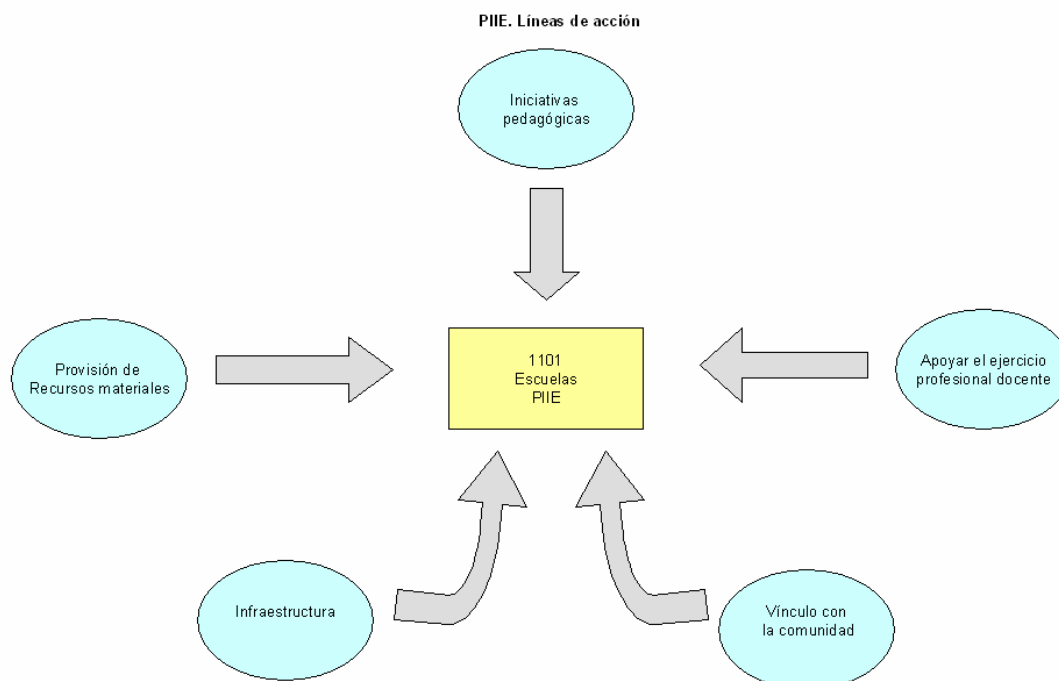 PIIE. Líneas de acción
Iniciativas
pedagógicas
Provisión de
Recursos materiales
1101
Escuelas
PIIE
Apoyar el ejercicio
profesional docente
Infraestructura
Vínculo con
la comunidad